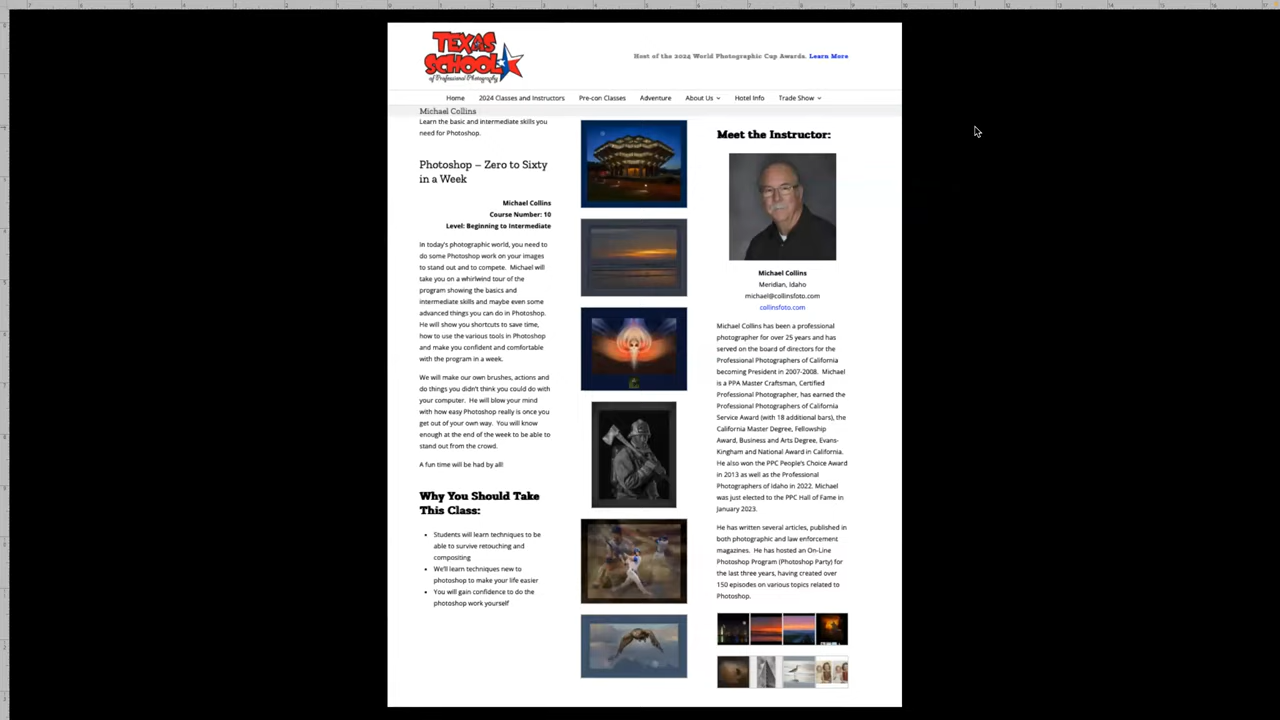 TEXAS
SCHOOL
of Professional Photography
Host of the 2024 World Photographic Cup Awards. Learn More
Home 2024 Classes and Instructors Pre-con Classes Adventure About Us Hotel Info Trade Show
Michael Collins
Learn the basic and intermediate skills you
need for Photoshop.
Photoshop – Zero to Sixty
in a Week
Michael Collins
Course Number: 10
Level: Beginning to Intermediate
In today's photographic world, you need to
do some Photoshop work on your images
to stand out and to compete. Michael will
take you on a whirlwind tour of the
program showing the basics and
intermediate skills and maybe even some
advanced things you can do in Photoshop.
He will show you shortcuts to save time,
how to use the various tools in Photoshop
and make you confident and comfortable
with the program in a week.
We will make our own brushes, actions and
do things you didn't think you could do with
your computer. He will blow your mind
with how easy Photoshop really is once you
get out of your own way. You will know
enough at the end of the week to be able to
stand out from the crowd.
A fun time will be had by all!
Why You Should Take
This Class:
• Students will learn techniques to be
able to survive retouching and
compositing
• We'll learn techniques new to
photoshop to make your life easier
• You will gain confidence to do the
photoshop work yourself
Meet the Instructor:
Michael Collins
Meridian, Idaho
michael@collinsfoto.com
collinsfoto.com
Michael Collins has been a professional
photographer for over 25 years and has
served on the board of directors for the
Professional Photographers of California
becoming President in 2007-2008. Michael
is a PPA Master Craftsman, Certified
Professional Photographer, has earned the
Professional Photographers of California
Service Award (with 18 additional bars), the
California Master Degree, Fellowship
Award, Business and Arts Degree, Evans-
Kingham and National Award in California.
He also won the PPC People's Choice Award
in 2013 as well as the Professional
Photographers of Idaho in 2022. Michael
was just elected to the PPC Hall of Fame in
January 2023.
He has written several articles, published in
both photographic and law enforcement
magazines. He has hosted an On-Line
Photoshop Program (Photoshop Party) for
the last three years, having created over
150 episodes on various topics related to
Photoshop.